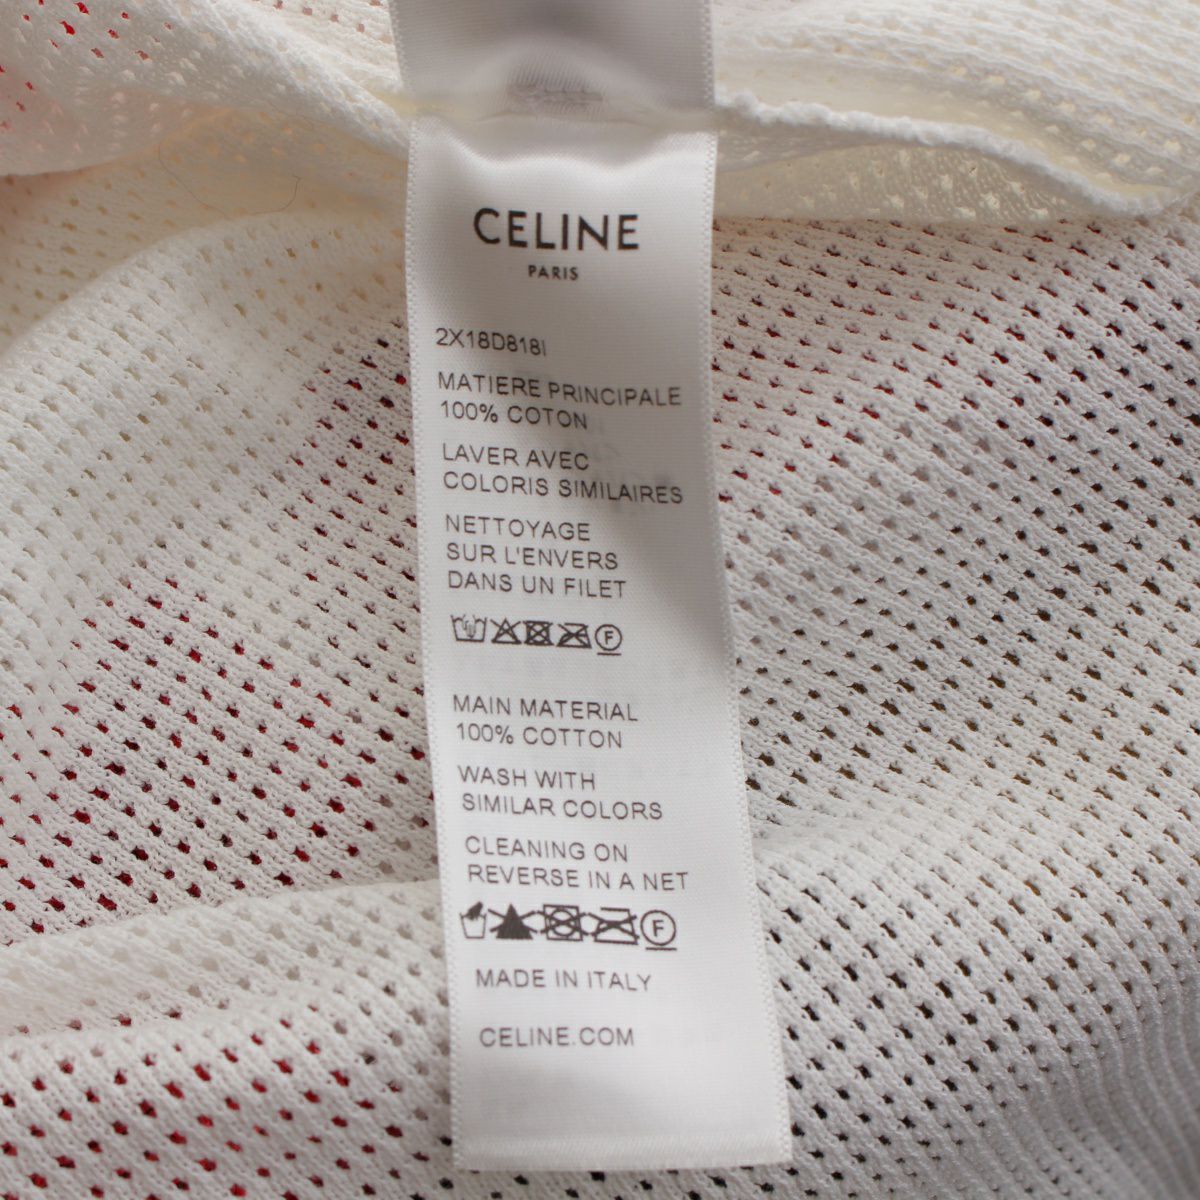 CELINE
PARIS
2X18D818I
MATIERE PRINCIPALE
100% COTON
LAVER AVEC
COLORIS SIMILAIRES
NETTOYAGE
SUR L'ENVERS
DANS UN FILET
F
MAIN MATERIAL
100% COTTON
WASH WITH
SIMILAR COLORS
CLEANING ON
REVERSE IN A NET
F
MADE IN ITALY
CELINE.COM